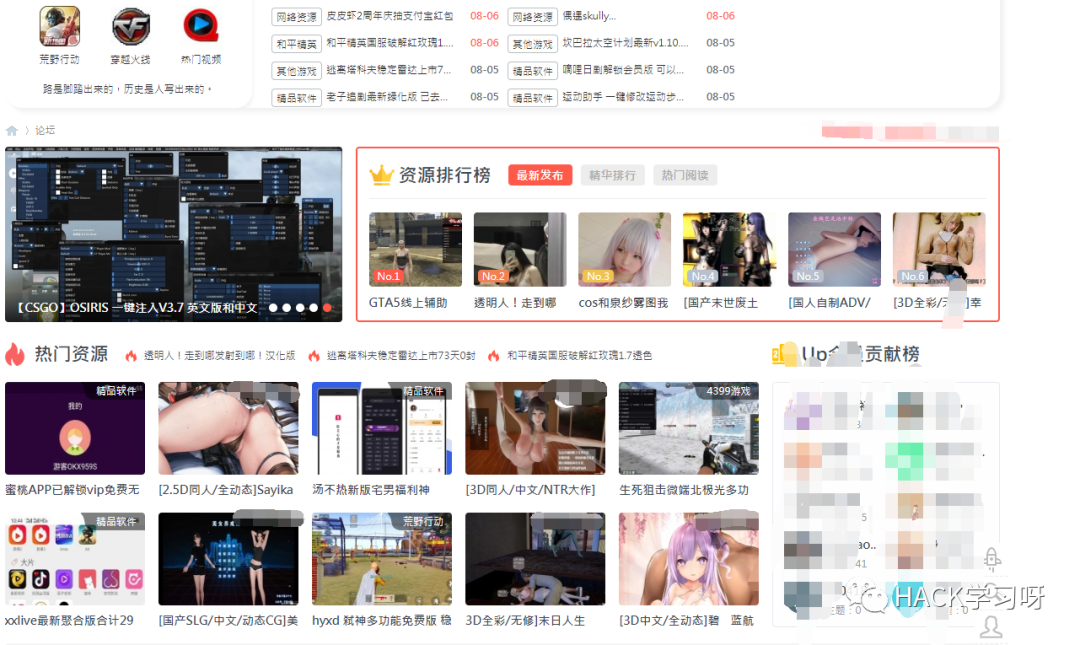 荒野行动
穿越火线
热门视频
路是脚踏出来的，历史是人写出来的。
网络资源 皮皮虾2周年庆抽支付宝红包 08-06
网络资源 偶遇skully... 08-06
和平精英 和平精英国服破解紅玫瑰1.... 08-06
其他游戏 坎巴拉太空计划最新v1.10.... 08-05
其他游戏 逃离塔科夫稳定雷达上市7... 08-05
精品软件 嘀哩日剧解锁会员版 可以... 08-05
精品软件 老子追剧最新绿化版 已去... 08-05
精品软件 运动助手 一键修改运动步... 08-05
论坛
【CSGO】OSIRIS 一键注入V3.7 英文版和中文
资源排行榜
最新发布
精华排行
热门阅读
No.1
No.2
No.3
No.4
No.5
No.6
GTA5线上辅助
透明人！走到哪
cos和泉纱雾图我
[国产末世废土
[国人自制ADV/
[3D全彩/
幸
热门资源
透明人！走到哪发射到哪！汉化版
逃离塔科夫稳定雷达上市73天0封
和平精英国服破解紅玫瑰1.7透色
Up
贡献榜
精品软件
我的
游客OKX959S
精品软件
4399游戏
蜜桃APP已解锁vip免费无
[2.5D同人/全动态]Sayika
汤不热新版宅男福利神
[3D同人/中文/NTR大作]
生死狙击微端北极光多功
精品软件
大片
荒野行动
xxlive最新聚合版合计29
[国产SLG/中文/动态CG]美
hyxd 弑神多功能免费版 稳
3D全彩/无修]末日人生
[3D中文/全动态]碧 蓝航
5
ao..
41
主题：0
: 0
HACK学习呀